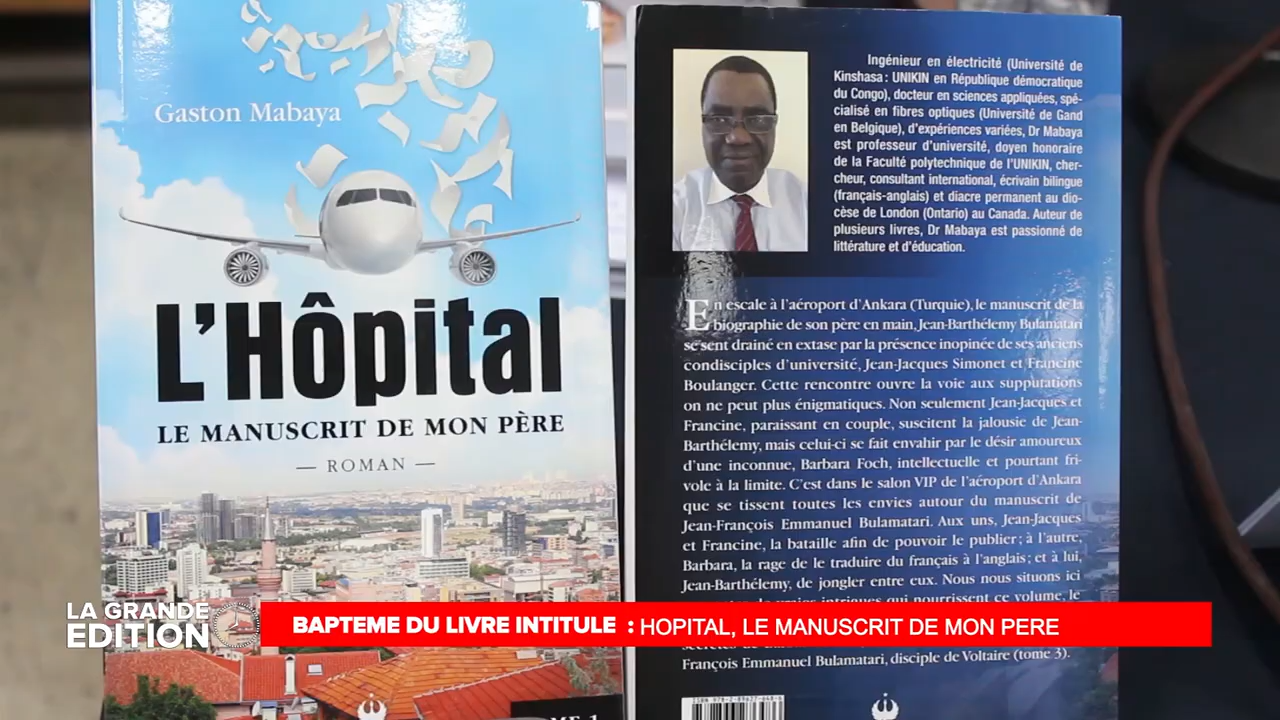 Gaston Mabaya
L'Hôpital
LE MANUSCRIT DE MON PÈRE
— ROMAN —
Ingénieur en électricité (Université de
Kinshasa : UNIKIN en République démocratique
du Congo), docteur en sciences appliquées, spé-
cialisé en fibres optiques (Université de Gand
en Belgique), d'expériences variées, Dr Mabaya
est professeur d'université, doyen honoraire
de la Faculté polytechnique de l'UNIKIN, cher-
cheur, consultant international, écrivain bilingue
(français-anglais) et diacre permanent au dio-
cèse de London (Ontario) au Canada. Auteur de
plusieurs livres, Dr Mabaya est passionné de
littérature et d'éducation.
En escale à l'aéroport d'Ankara (Turquie), le manuscrit de la
biographie de son père en main, Jean-Barthélemy Bulamatari
se sent drainé en extase par la présence inopinée de ses anciens
condisciples d'université, Jean-Jacques Simonet et Francine
Boulanger. Cette rencontre ouvre la voie aux supputations
on ne peut plus énigmatiques. Non seulement Jean-Jacques et
Francine, paraissant en couple, suscitent la jalousie de Jean-
Barthélemy, mais celui-ci se fait envahir par le désir amoureux
d'une inconnue, Barbara Foch, intellectuelle et pourtant fri-
vole à la limite. C'est dans le salon VIP de l'aéroport d'Ankara
que se tissent toutes les envies autour du manuscrit de
Jean-François Emmanuel Bulamatari. Aux uns, Jean-Jacques
et Francine, la bataille afin de pouvoir le publier ; à l'autre,
Barbara, la rage de le traduire du français à l'anglais ; et à lui,
Jean-Barthélemy, de jongler entre eux. Nous nous situons ici
intrigues qui nourrissent ce volume, le
François Emmanuel Bulamatari, disciple de Voltaire (tome 3).
LA GRANDE
EDITION
BAPTEME DU LIVRE INTITULE : HOPITAL, LE MANUSCRIT DE MON PERE